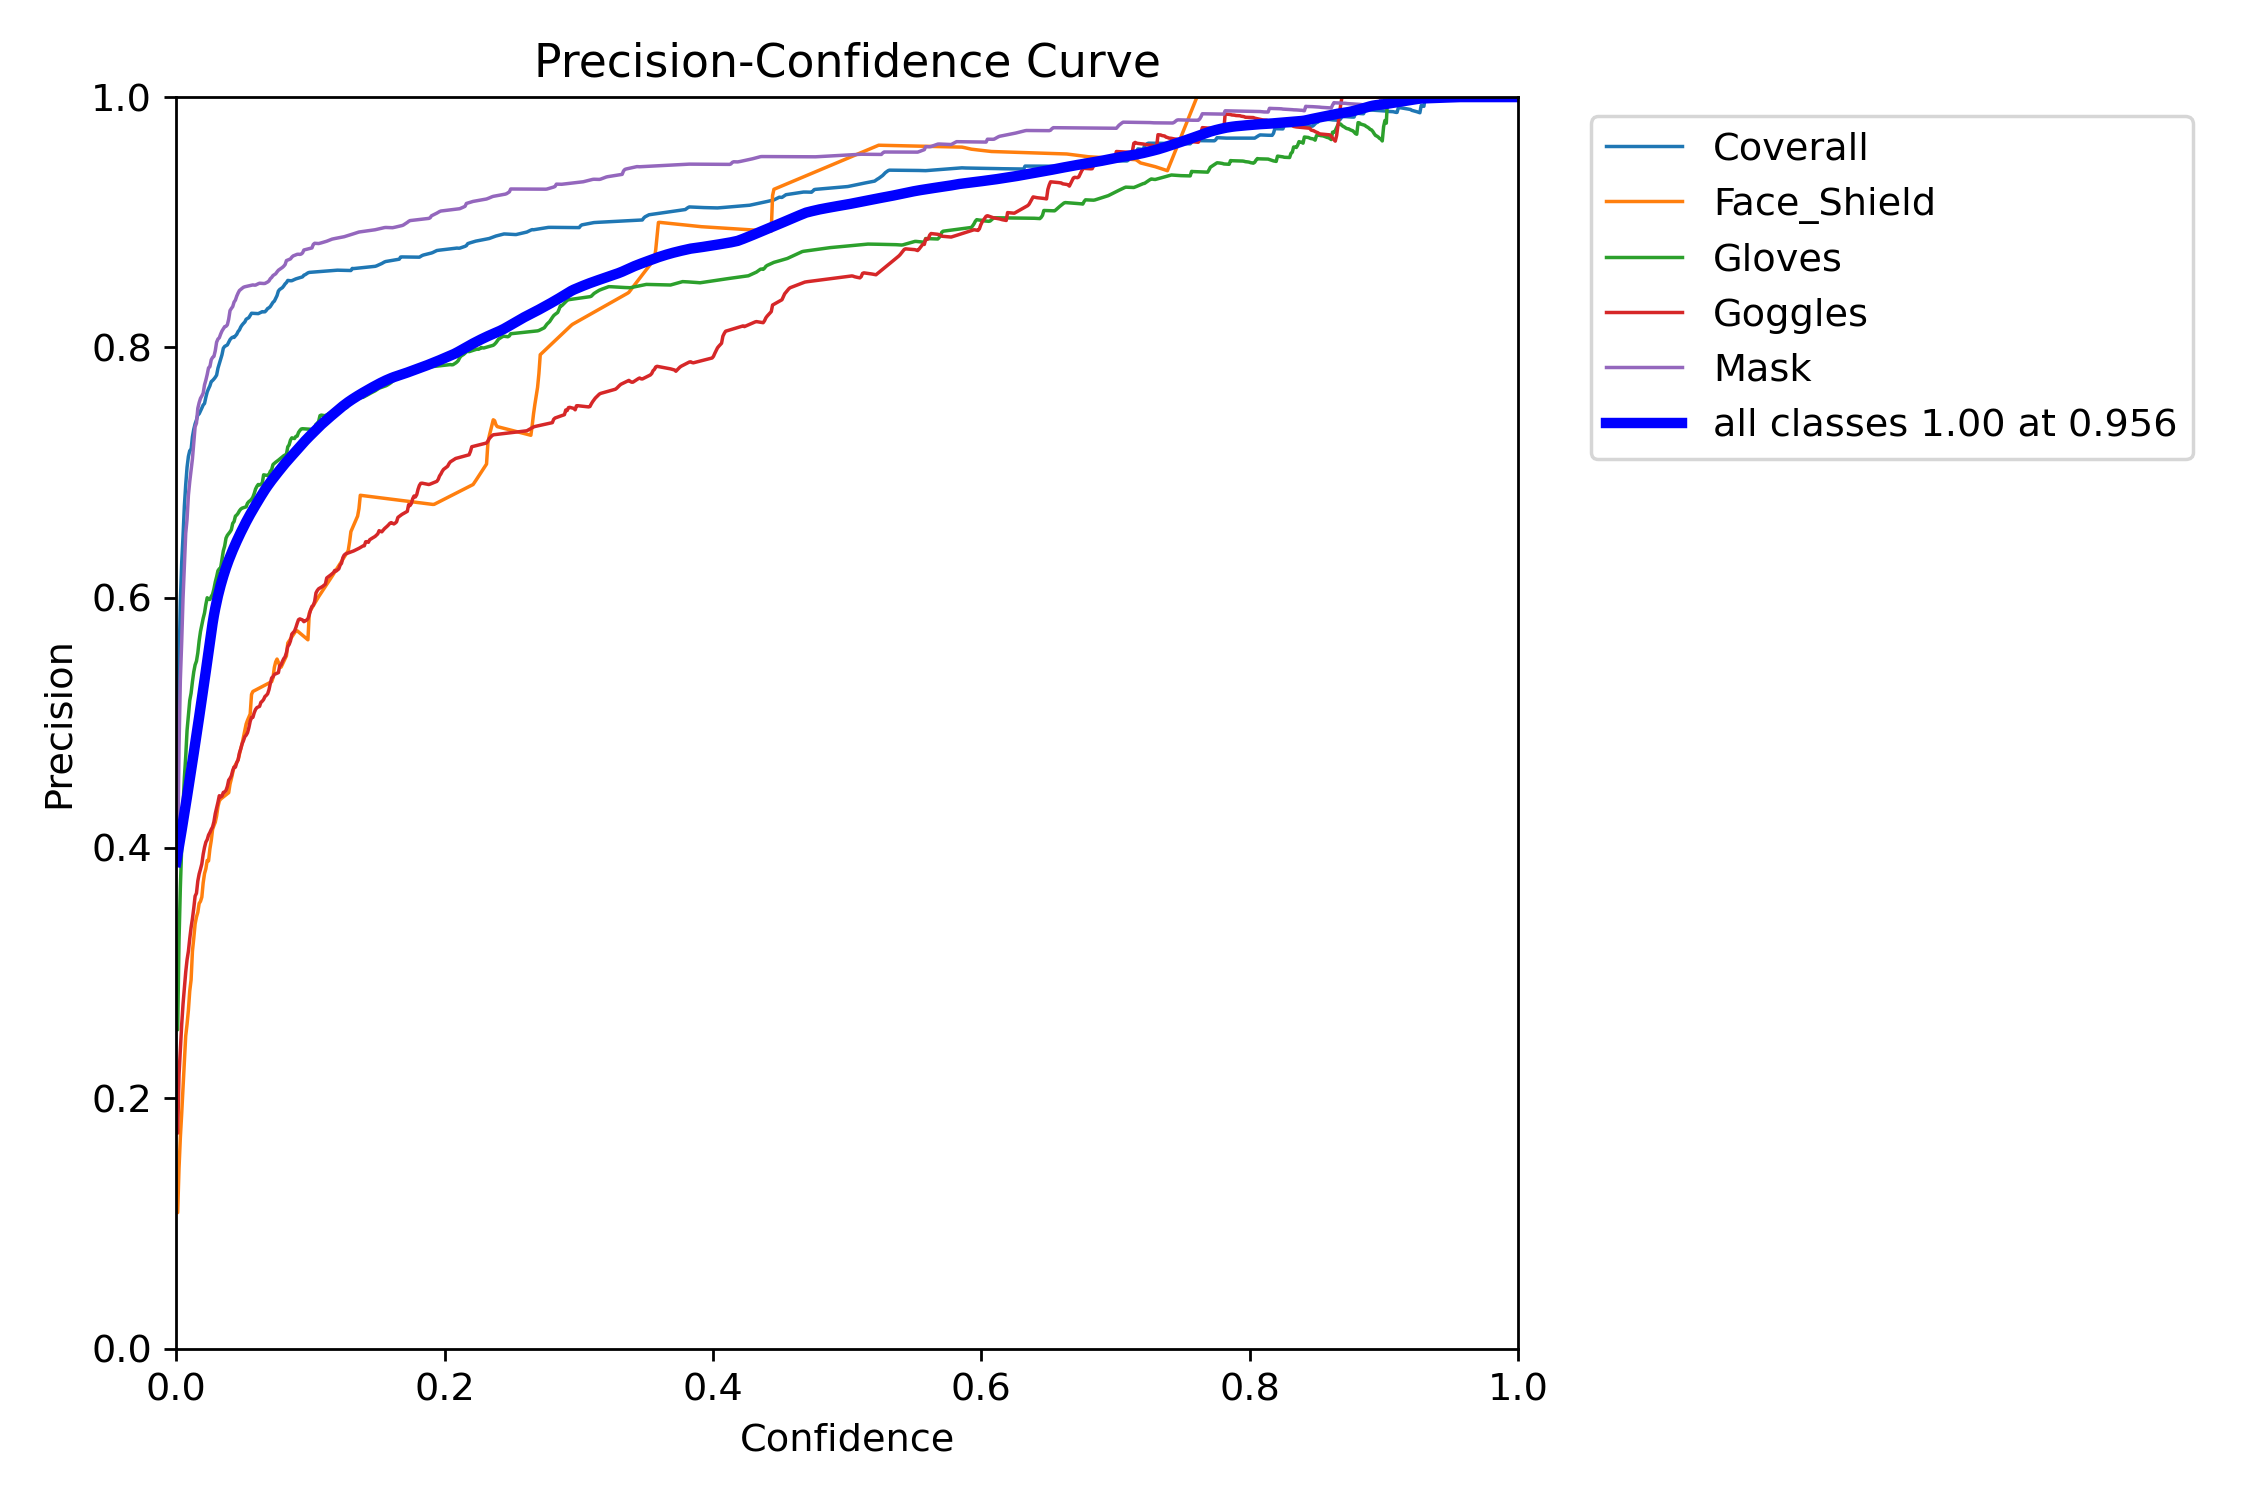 Precision-Confidence Curve
1.0
0.8
0.6
0.4
0.2
0.0
Precision
0.0 0.2 0.4 0.6 0.8 1.0
Confidence
Coverall
Face_Shield
Gloves
Goggles
Mask
all classes 1.00 at 0.956